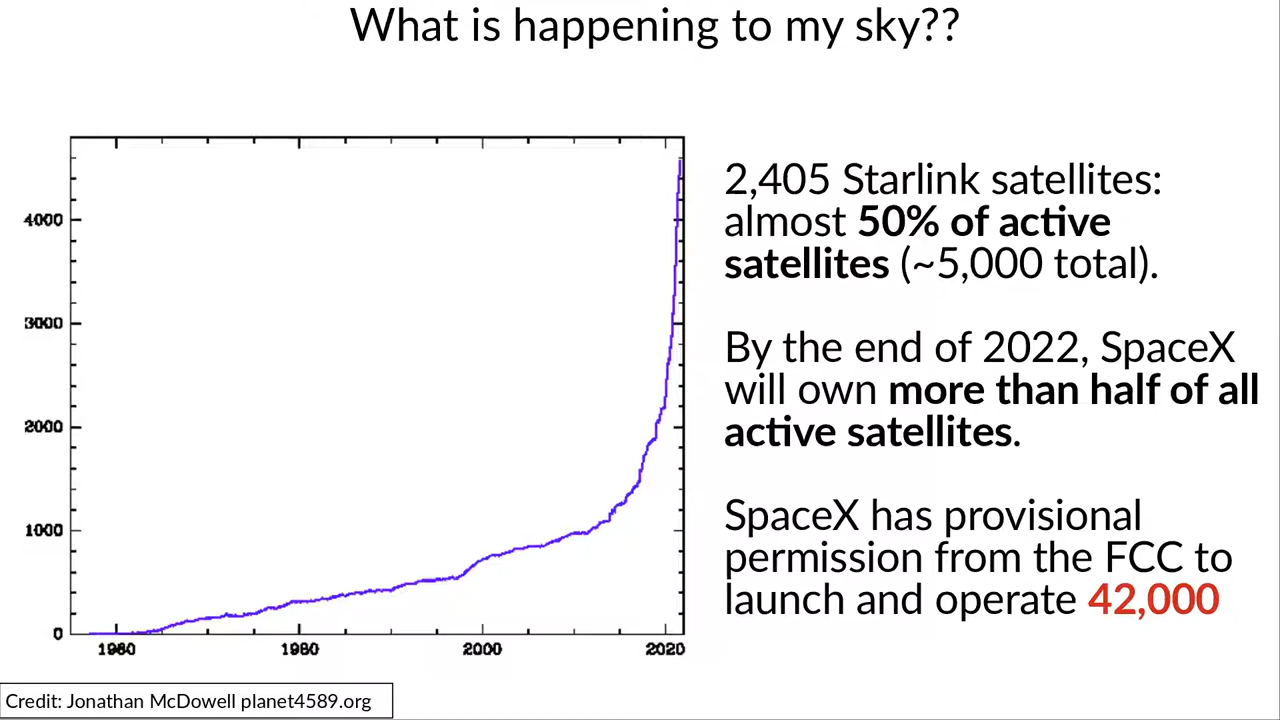 What is happening to my sky??
4000
3000
2000
1000
0
1960
1980
2000
2020
2,405 Starlink satellites:
almost 50% of active
satellites (~5,000 total).
By the end of 2022, SpaceX
will own more than half of all
active satellites.
SpaceX has provisional
permission from the FCC to
launch and operate 42,000
Credit: Jonathan McDowell planet4589.org